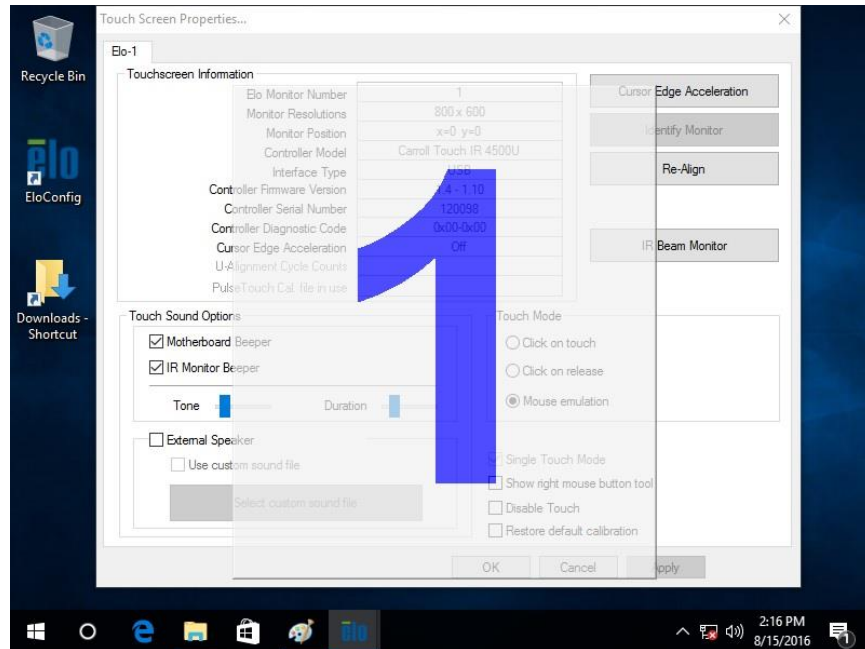 Touch Screen Properties...
Recycle Bin
Elo-1
Touchscreen Information
Elo Monitor Number 1
Monitor Resolutions 800 x 600
Monitor Position x=0 y=0
Controller Model Carroll Touch IR 4500U
Interface Type USB
Controller Firmware Version 1.4 - 1.10
Controller Serial Number 120098
Controller Diagnostic Code 0x00-0x00
Cursor Edge Acceleration Off
U-Alignment Cycle Counts
PulseTouch Cal. file in use
Cursor Edge Acceleration
Identify Monitor
Re-Align
IR Beam Monitor
1
elo
EloConfig
Downloads -
Shortcut
Touch Sound Options
Motherboard Beeper
IR Monitor Beeper
Tone Duration
External Speaker
Use custom sound file
Select custom sound file
Touch Mode
Click on touch
Click on release
Mouse emulation
Single Touch Mode
Show right mouse button tool
Disable Touch
Restore default calibration
OK Cancel Apply
elo
2:16 PM
8/15/2016
1